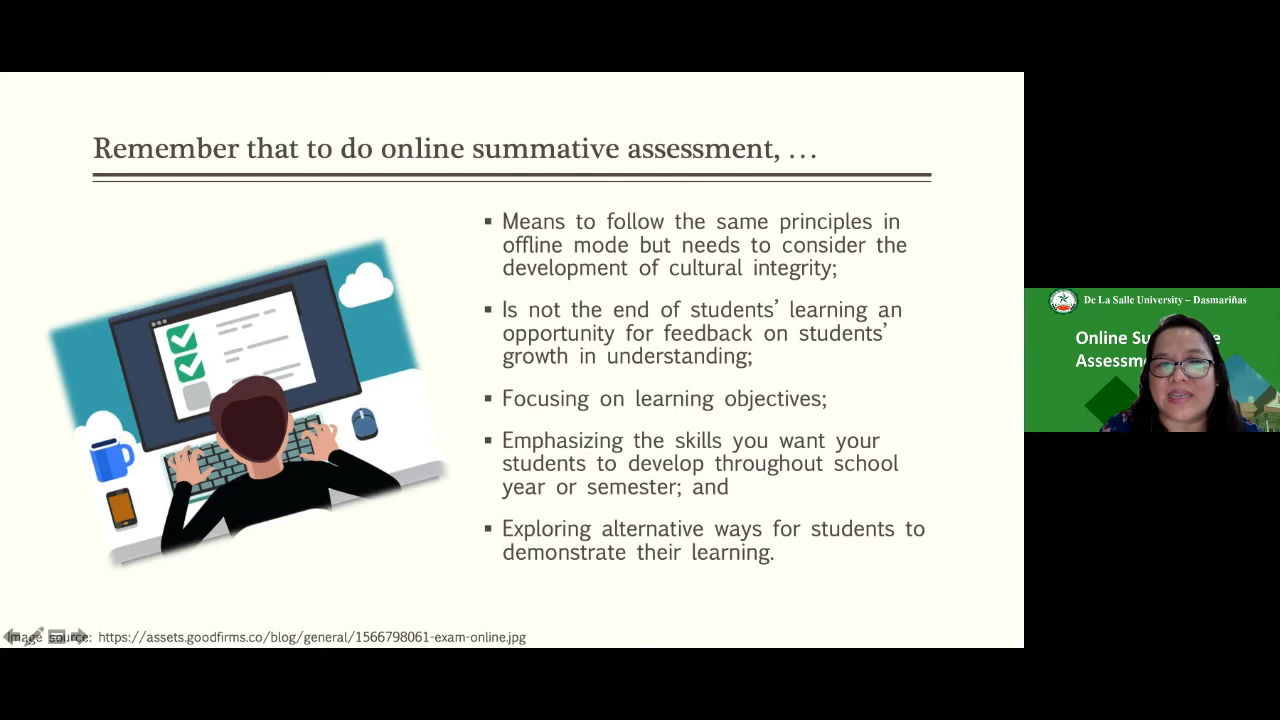 Remember that to do online summative assessment, …
▪ Means to follow the same principles in
offline mode but needs to consider the
development of cultural integrity;
▪ Is not the end of students’ learning an
opportunity for feedback on students’
growth in understanding;
▪ Focusing on learning objectives;
▪ Emphasizing the skills you want your
students to develop throughout school
year or semester; and
▪ Exploring alternative ways for students to
demonstrate their learning.
Image source: https://assets.goodfirms.co/blog/general/1566798061-exam-online.jpg
De La Salle University – Dasmariñas
Online